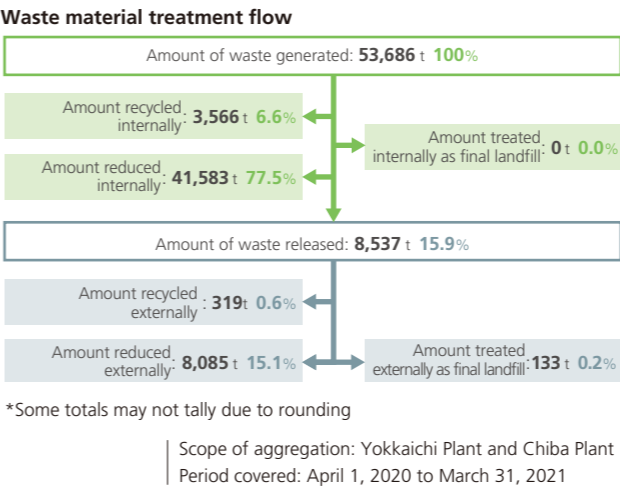 Waste material treatment flow
Amount of waste generated: 53,686 t 100%
Amount recycled
internally: 3,566 t 6.6%
Amount treated
internally as final landfill: 0 t 0.0%
Amount reduced
internally: 41,583 t 77.5%
Amount of waste released: 8,537 t 15.9%
Amount recycled
externally : 319t 0.6%
Amount reduced
externally: 8,085 t 15.1%
Amount treated
externally as final landfill: 133 t 0.2%
*Some totals may not tally due to rounding
Scope of aggregation: Yokkaichi Plant and Chiba Plant
Period covered: April 1, 2020 to March 31, 2021